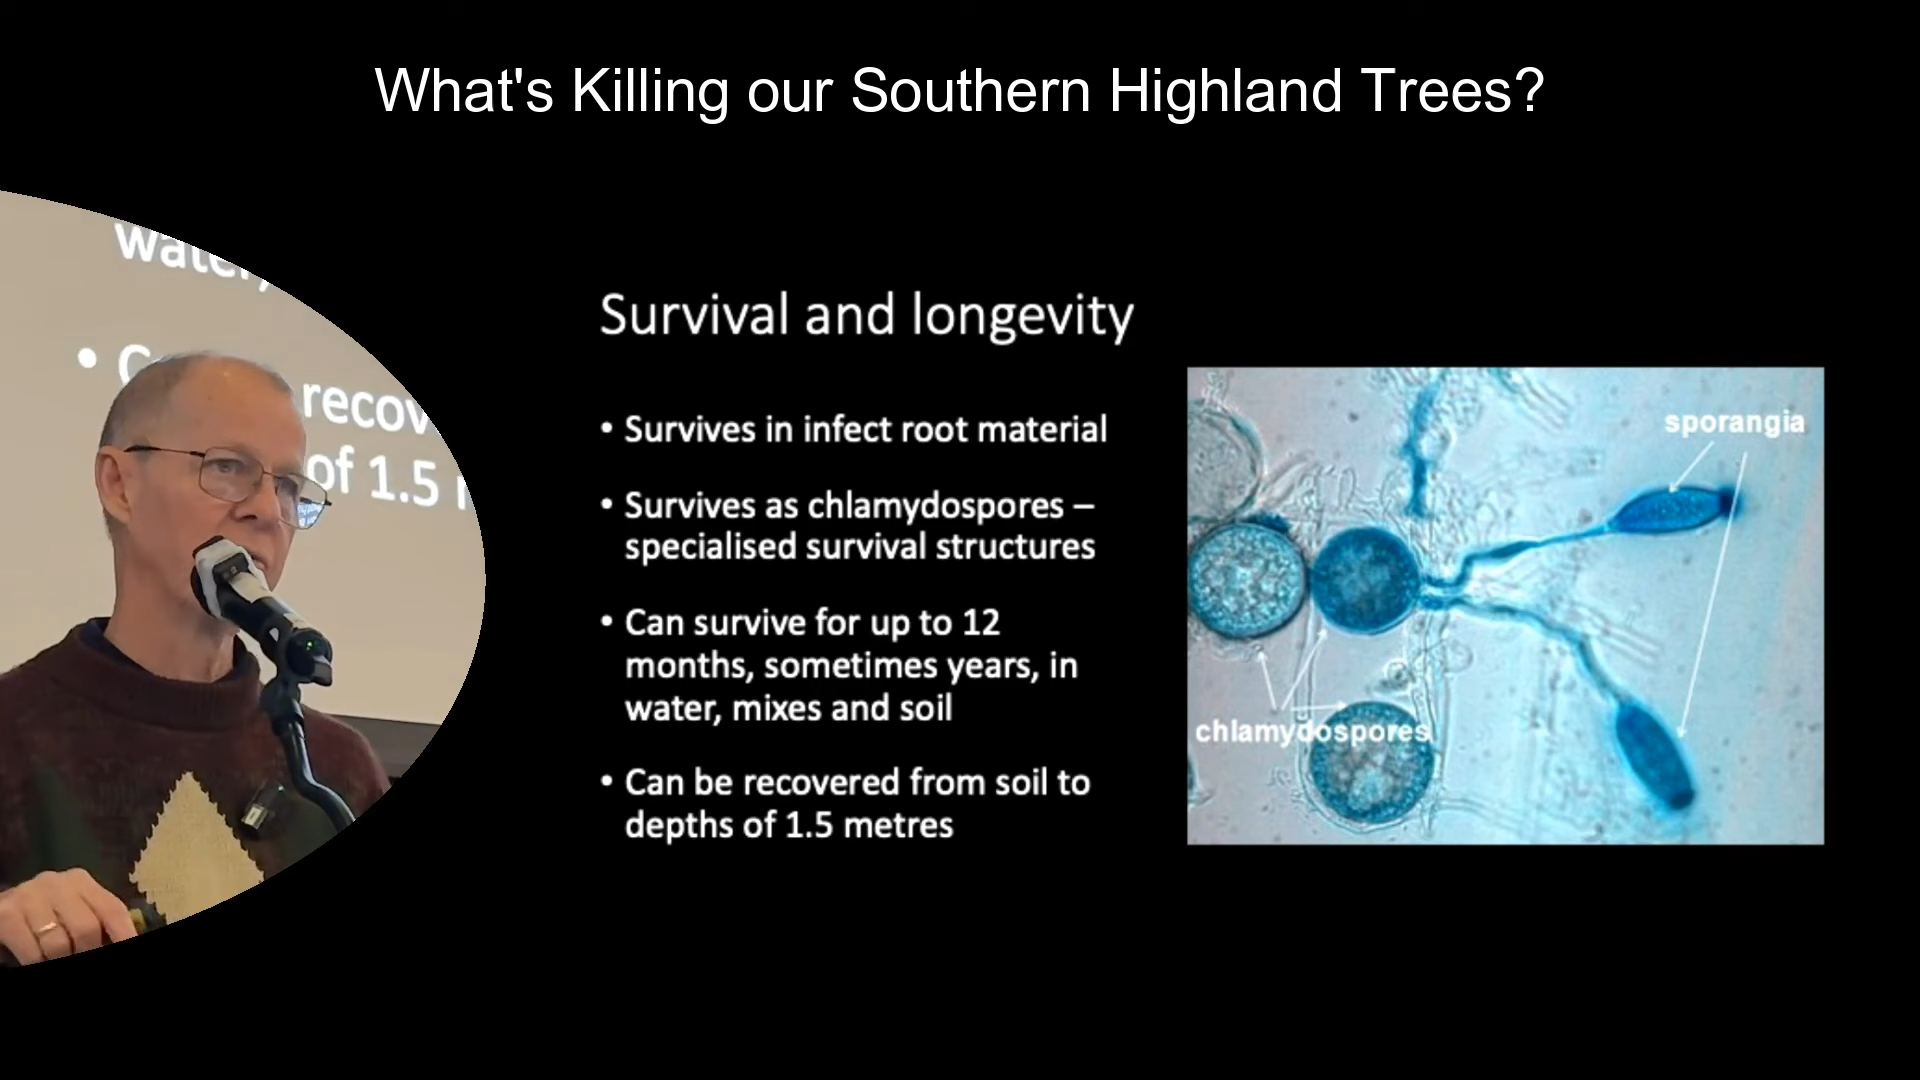 What's Killing our Southern Highland Trees?
water,
• C
recov
of 1.5
Survival and longevity
• Survives in infect root material
• Survives as chlamydospores –
specialised survival structures
• Can survive for up to 12
months, sometimes years, in
water, mixes and soil
• Can be recovered from soil to
depths of 1.5 metres
sporangia
chlamydospores